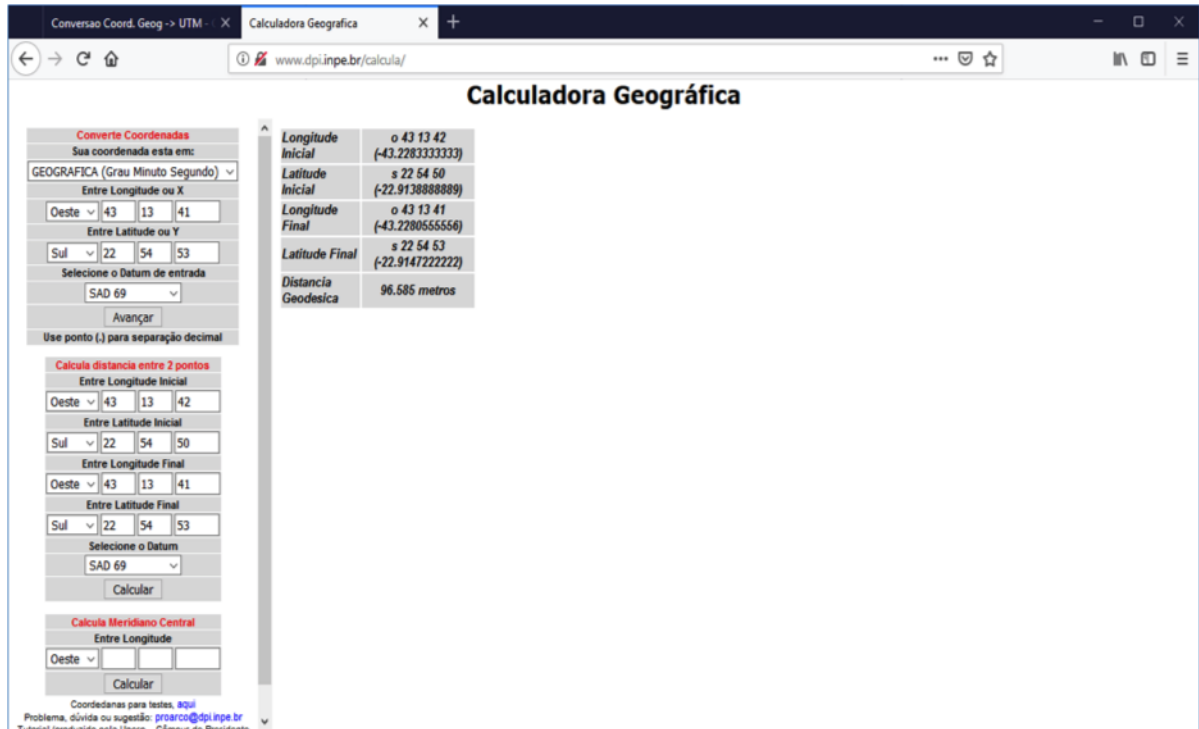 Conversao Coord. Geog -> UTM -
Calculadora Geografica
www.dpi.inpe.br/calcula/
Calculadora Geográfica
Converte Coordenadas
Sua coordenada esta em:
GEOGRAFICA (Grau Minuto Segundo)
Entre Longitude ou X
Oeste 43 13 41
Entre Latitude ou Y
Sul 22 54 53
Selecione o Datum de entrada
SAD 69
Avançar
Use ponto (.) para separação decimal
Calcula distancia entre 2 pontos
Entre Longitude Inicial
Oeste 43 13 42
Entre Latitude Inicial
Sul 22 54 50
Entre Longitude Final
Oeste 43 13 41
Entre Latitude Final
Sul 22 54 53
Selecione o Datum
SAD 69
Calcular
Calcula Meridiano Central
Entre Longitude
Oeste
Calcular
Coordedanas para testes, aqui
Problema, dúvida ou sugestão: proarco@dpi.inpe.br
Longitude Inicial
o 43 13 42
(-43.2283333333)
Latitude Inicial
s 22 54 50
(-22.9138888889)
Longitude Final
o 43 13 41
(-43.2280555556)
Latitude Final
s 22 54 53
(-22.9147222222)
Distancia Geodesica
96.585 metros